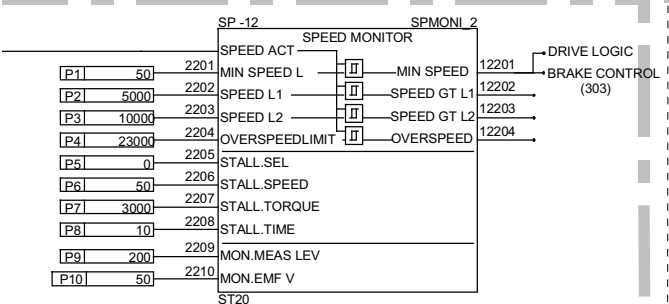 SP -12 SPMONI_2
SPEED MONITOR
SPEED ACT
P1 50 2201 MIN SPEED L MIN SPEED 12201
P2 5000 2202 SPEED L1 SPEED GT L1 12202
P3 10000 2203 SPEED L2 SPEED GT L2 12203
P4 23000 2204 OVERSPEEDLIMIT OVERSPEED 12204
P5 0 2205 STALL.SEL
P6 50 2206 STALL.SPEED
P7 3000 2207 STALL.TORQUE
P8 10 2208 STALL.TIME
P9 200 2209 MON.MEAS LEV
P10 50 2210 MON.EMF V
ST20
DRIVE LOGIC
BRAKE CONTROL
(303)